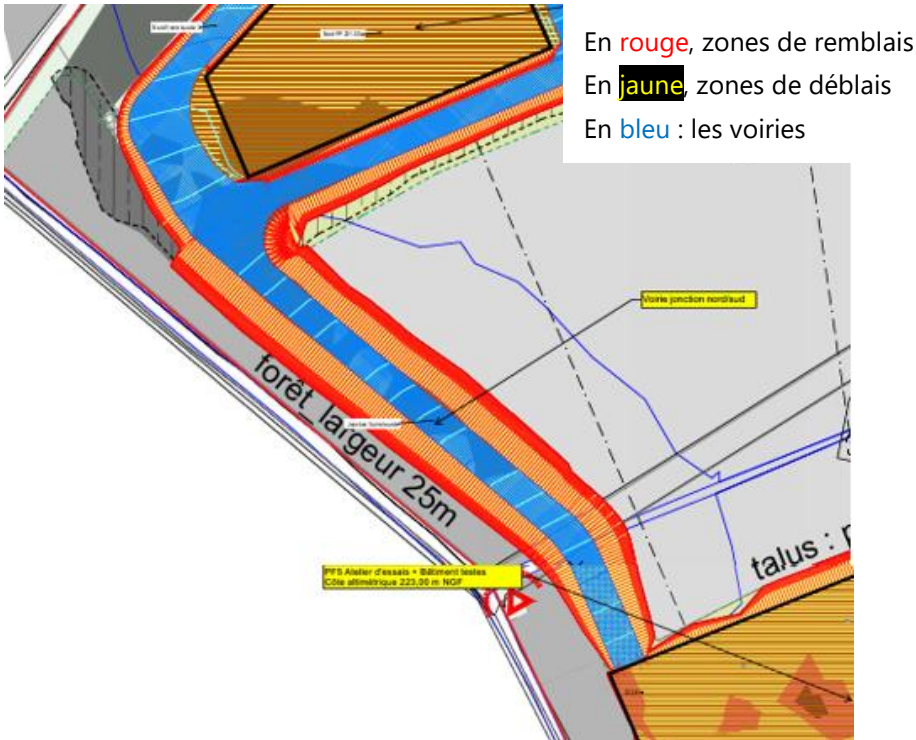 En rouge, zones de remblais
En jaune, zones de déblais
En bleu : les voiries
Voirie jonction nord/sud
forêt_largeur 25m
PF5 Atelier d'essais + Bâtiment testes
Côte altimétrique 223,00 m NGF
talus :